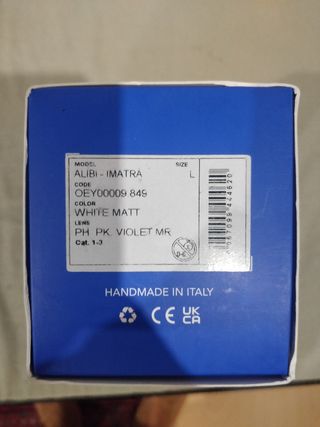 MODEL SIZE
ALIBI - IMATRA L
CODE
OEY00009 849
COLOR
WHITE MATT
LENS
PH. PK. VIOLET MR
Cat. 1-3
HANDMADE IN ITALY
CE UK
CA